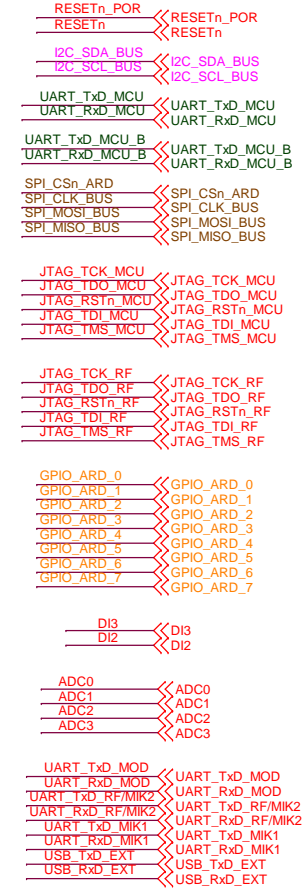 RESETn_POR RESETn_POR
RESETn RESETn
I2C_SDA_BUS I2C_SDA_BUS
I2C_SCL_BUS I2C_SCL_BUS
UART_TxD_MCU UART_TxD_MCU
UART_RxD_MCU UART_RxD_MCU
UART_TxD_MCU_B UART_TxD_MCU_B
UART_RxD_MCU_B UART_RxD_MCU_B
SPI_CSn_ARD SPI_CSn_ARD
SPI_CLK_BUS SPI_CLK_BUS
SPI_MOSI_BUS SPI_MOSI_BUS
SPI_MISO_BUS SPI_MISO_BUS
JTAG_TCK_MCU JTAG_TCK_MCU
JTAG_TDO_MCU JTAG_TDO_MCU
JTAG_RSTn_MCU JTAG_RSTn_MCU
JTAG_TDI_MCU JTAG_TDI_MCU
JTAG_TMS_MCU JTAG_TMS_MCU
JTAG_TCK_RF JTAG_TCK_RF
JTAG_TDO_RF JTAG_TDO_RF
JTAG_RSTn_RF JTAG_RSTn_RF
JTAG_TDI_RF JTAG_TDI_RF
JTAG_TMS_RF JTAG_TMS_RF
GPIO_ARD_0 GPIO_ARD_0
GPIO_ARD_1 GPIO_ARD_1
GPIO_ARD_2 GPIO_ARD_2
GPIO_ARD_3 GPIO_ARD_3
GPIO_ARD_4 GPIO_ARD_4
GPIO_ARD_5 GPIO_ARD_5
GPIO_ARD_6 GPIO_ARD_6
GPIO_ARD_7 GPIO_ARD_7
DI3 DI3
DI2 DI2
ADC0 ADC0
ADC1 ADC1
ADC2 ADC2
ADC3 ADC3
UART_TxD_MOD UART_TxD_MOD
UART_RxD_MOD UART_RxD_MOD
UART_TxD_RF/MIK2 UART_TxD_RF/MIK2
UART_RxD_RF/MIK2 UART_RxD_RF/MIK2
UART_TxD_MIK1 UART_TxD_MIK1
UART_RxD_MIK1 UART_RxD_MIK1
USB_TxD_EXT USB_TxD_EXT
USB_RxD_EXT USB_RxD_EXT